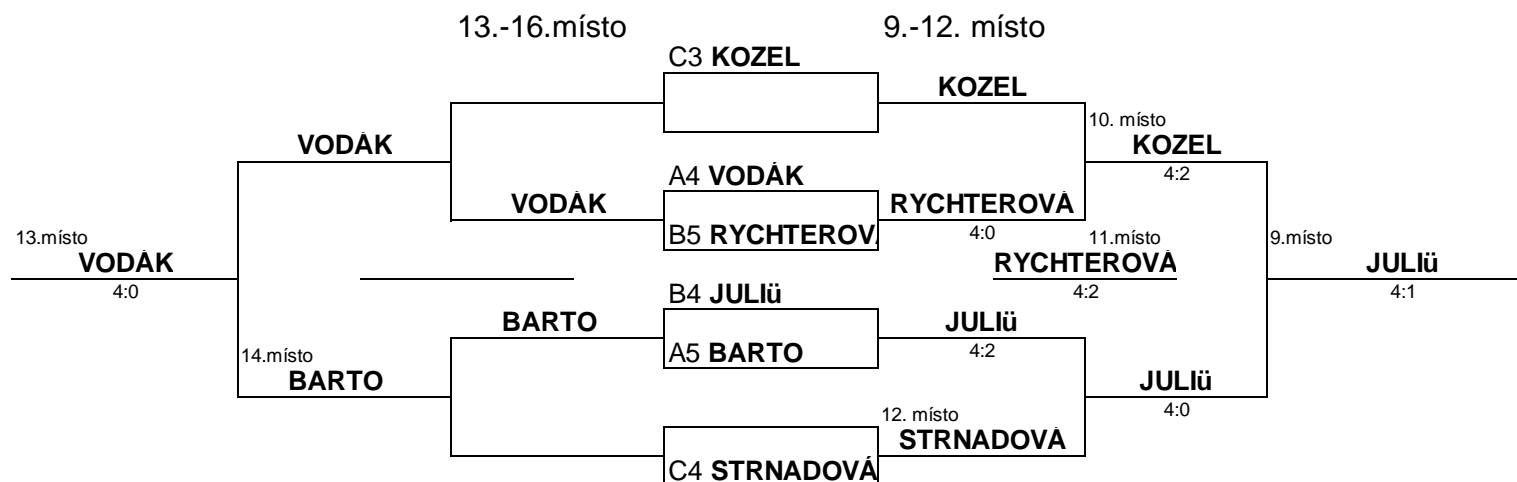 13.-16.místo 9.-12. místo
C3 KOZEL
KOZEL
10. místo
VODÁK KOZEL
4:2
A4 VODÁK
VODÁK RYCHTEROVÁ
B5 RYCHTEROVÁ 4:0
13.místo 11.místo 9.místo
VODÁK RYCHTEROVÁ JULIü
4:0 4:2 4:1
B4 JULIü
BARTO JULIü
14.místo A5 BARTO 4:2
BARTO JULIü
4:0
12. místo
STRNADOVÁ
C4 STRNADOVÁ